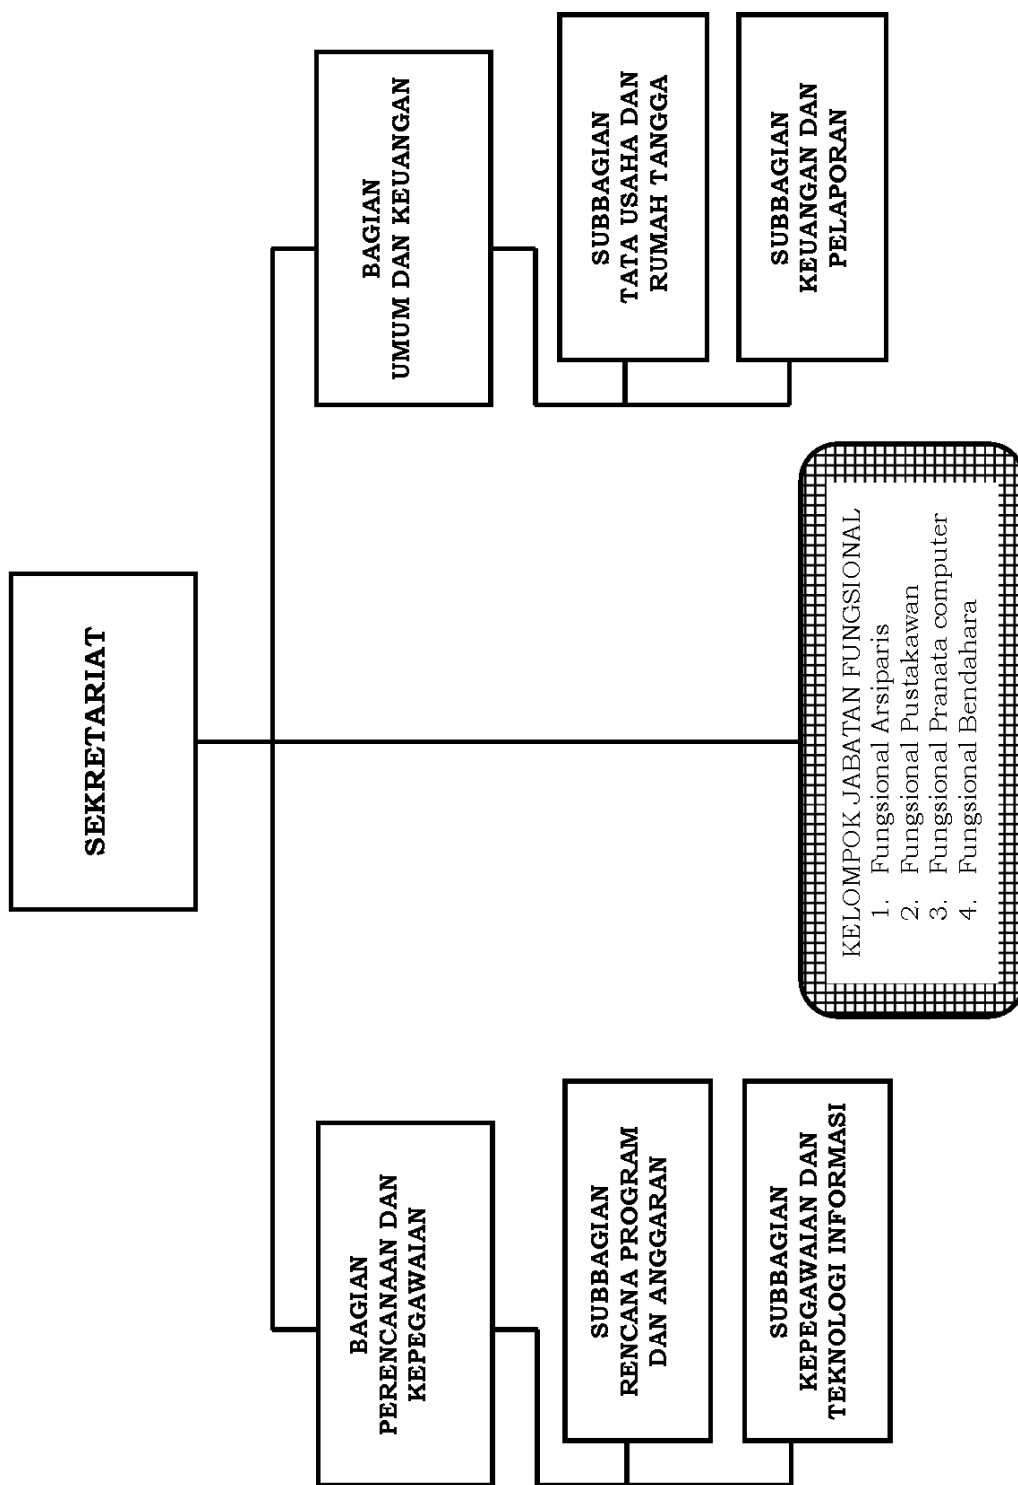 SEKRETARIAT
BAGIAN
PERENCANAAN DAN
KEPEGAWAIAN
BAGIAN
UMUM DAN KEUANGAN
SUBBAGIAN
RENCANA PROGRAM
DAN ANGGARAN
SUBBAGIAN
KEPEGAWAIAN DAN
TEKNOLOGI INFORMASI
SUBBAGIAN
TATA USAHA DAN
RUMAH TANGGA
SUBBAGIAN
KEUANGAN DAN
PELAPORAN
KELOMPOK JABATAN FUNGSIONAL
1. Fungsional Arsiparis
2. Fungsional Pustakawan
3. Fungsional Pranata computer
4. Fungsional Bendahara